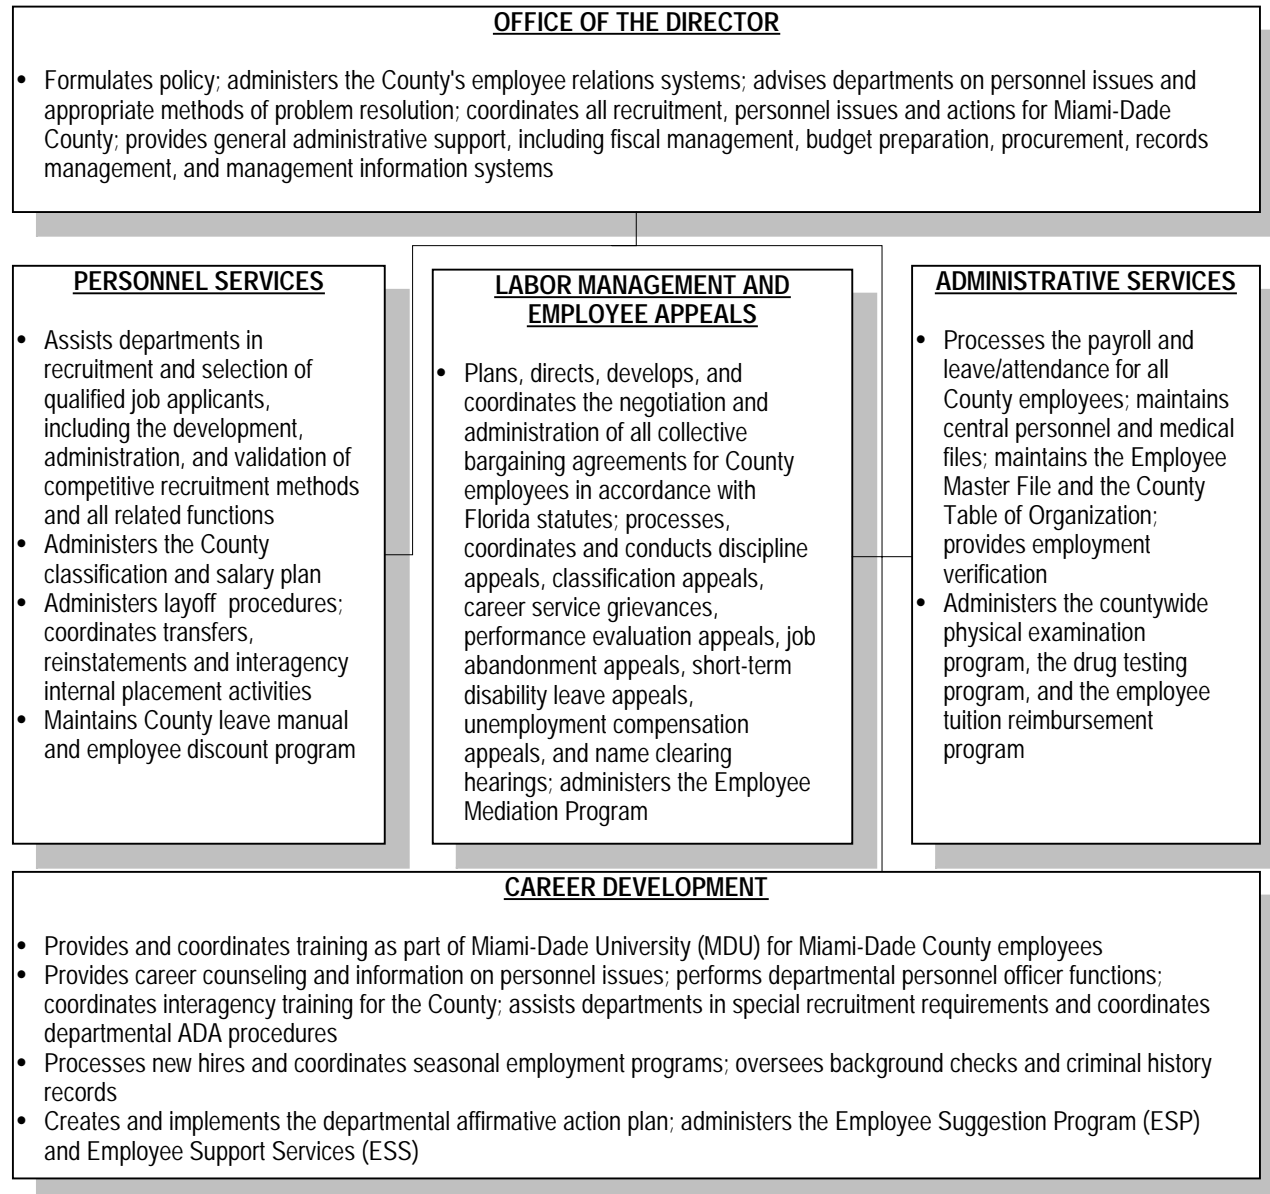 OFFICE OF THE DIRECTOR
• Formulates policy; administers the County's employee relations systems; advises departments on personnel issues and
appropriate methods of problem resolution; coordinates all recruitment, personnel issues and actions for Miami-Dade
County; provides general administrative support, including fiscal management, budget preparation, procurement, records
management, and management information systems
PERSONNEL SERVICES
• Assists departments in
recruitment and selection of
qualified job applicants,
including the development,
administration, and validation of
competitive recruitment methods
and all related functions
• Administers the County
classification and salary plan
• Administers layoff procedures;
coordinates transfers,
reinstatements and interagency
internal placement activities
• Maintains County leave manual
and employee discount program
LABOR MANAGEMENT AND
EMPLOYEE APPEALS
• Plans, directs, develops, and
coordinates the negotiation and
administration of all collective
bargaining agreements for County
employees in accordance with
Florida statutes; processes,
coordinates and conducts discipline
appeals, classification appeals,
career service grievances,
performance evaluation appeals, job
abandonment appeals, short-term
disability leave appeals,
unemployment compensation
appeals, and name clearing
hearings; administers the Employee
Mediation Program
ADMINISTRATIVE SERVICES
• Processes the payroll and
leave/attendance for all
County employees; maintains
central personnel and medical
files; maintains the Employee
Master File and the County
Table of Organization;
provides employment
verification
• Administers the countywide
physical examination
program, the drug testing
program, and the employee
tuition reimbursement
program
CAREER DEVELOPMENT
• Provides and coordinates training as part of Miami-Dade University (MDU) for Miami-Dade County employees
• Provides career counseling and information on personnel issues; performs departmental personnel officer functions;
coordinates interagency training for the County; assists departments in special recruitment requirements and coordinates
departmental ADA procedures
• Processes new hires and coordinates seasonal employment programs; oversees background checks and criminal history
records
• Creates and implements the departmental affirmative action plan; administers the Employee Suggestion Program (ESP)
and Employee Support Services (ESS)